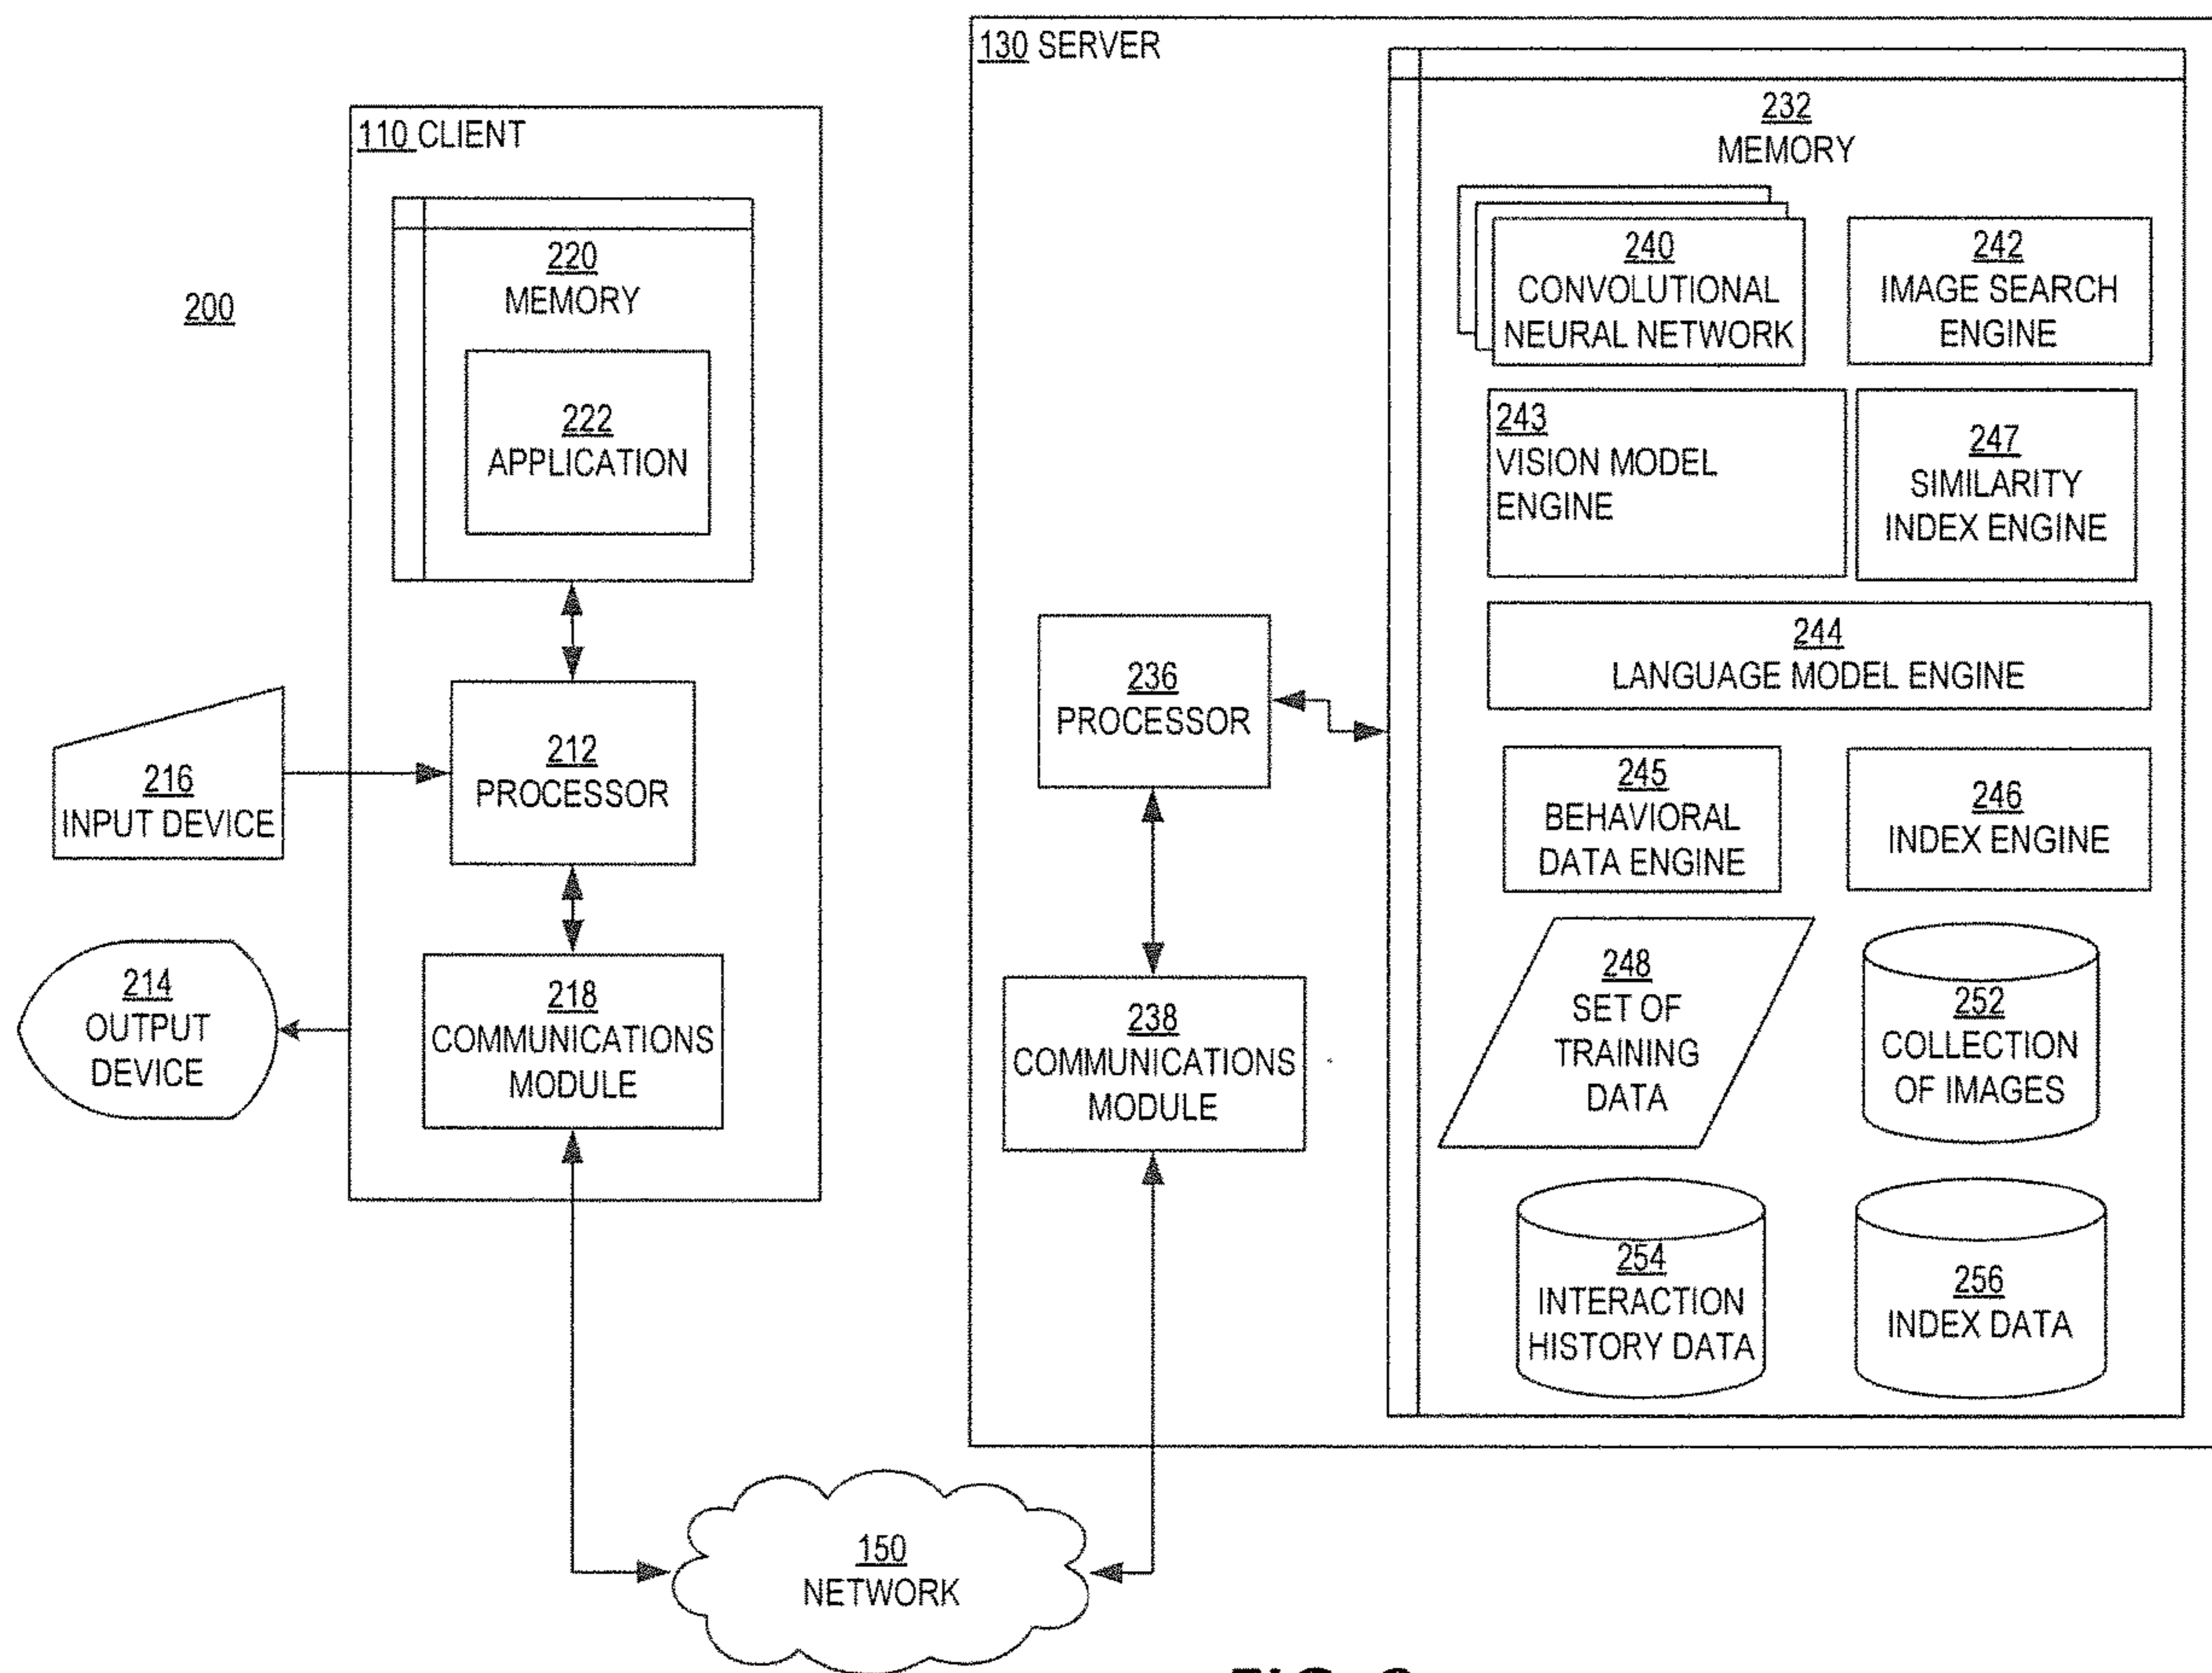 200
110 CLIENT
220
MEMORY
222
APPLICATION
212
PROCESSOR
216
INPUT DEVICE
214
OUTPUT
DEVICE
218
COMMUNICATIONS
MODULE
130 SERVER
236
PROCESSOR
238
COMMUNICATIONS
MODULE
232
MEMORY
240
CONVOLUTIONAL
NEURAL NETWORK
242
IMAGE SEARCH
ENGINE
243
VISION MODEL
ENGINE
247
SIMILARITY
INDEX ENGINE
244
LANGUAGE MODEL ENGINE
245
BEHAVIORAL
DATA ENGINE
246
INDEX ENGINE
248
SET OF
TRAINING
DATA
252
COLLECTION
OF IMAGES
254
INTERACTION
HISTORY DATA
256
INDEX DATA
150
NETWORK